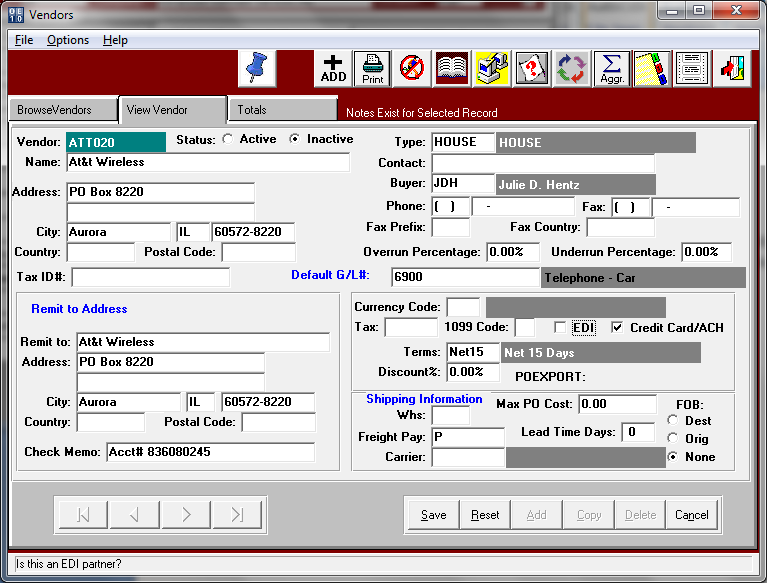 Vendors
File Options Help
ADD Print Aggr.
BrowseVendors View Vendor Totals Notes Exist for Selected Record
Vendor: ATT020 Status: Active Inactive Type: HOUSE HOUSE
Name: At&t Wireless Contact:
Address: PO Box 8220 Buyer: JDH Julie D. Hentz
Phone: ( ) - Fax: ( ) -
City: Aurora IL 60572-8220 Fax Prefix: Fax Country:
Country: Postal Code: Overrun Percentage: 0.00% Underrun Percentage: 0.00%
Tax ID#: Default G/L#: 6900 Telephone - Car
Remit to Address
Remit to: At&t Wireless
Address: PO Box 8220
City: Aurora IL 60572-8220
Country: Postal Code:
Check Memo: Acct# 836080245
Currency Code:
Tax: 1099 Code: EDI Credit Card/ACH
Terms: Net15 Net 15 Days
Discount%: 0.00% POEXPORT:
Shipping Information Max PO Cost: 0.00 FOB:
Whs: Dest
Freight Pay: P Lead Time Days: 0 Orig
Carrier: None
Save Reset Add Copy Delete Cancel
Is this an EDI partner?